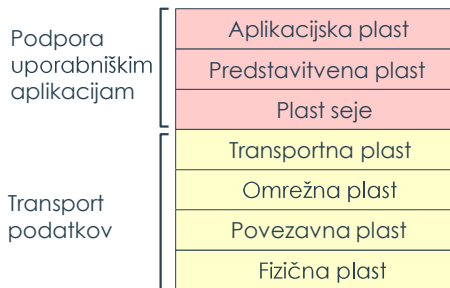 Podpora
uporabniškim
aplikacijam
Aplikacijska plast
Predstavitvena plast
Plast seje
Transport
podatkov
Transportna plast
Omrežna plast
Povezavna plast
Fizična plast